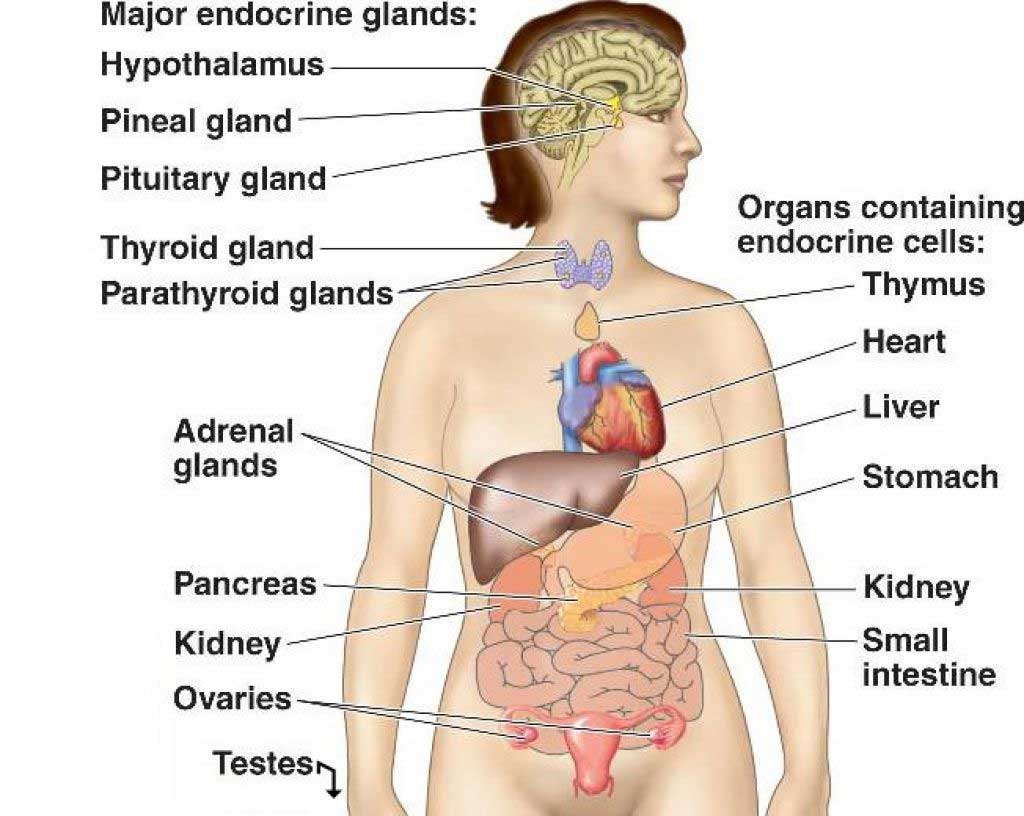 Major endocrine glands:
Hypothalamus
Pineal gland
Pituitary gland
Thyroid gland
Parathyroid glands
Adrenal
glands
Pancreas
Kidney
Ovaries
Testes
Organs containing
endocrine cells:
Thymus
Heart
Liver
Stomach
Kidney
Small
intestine